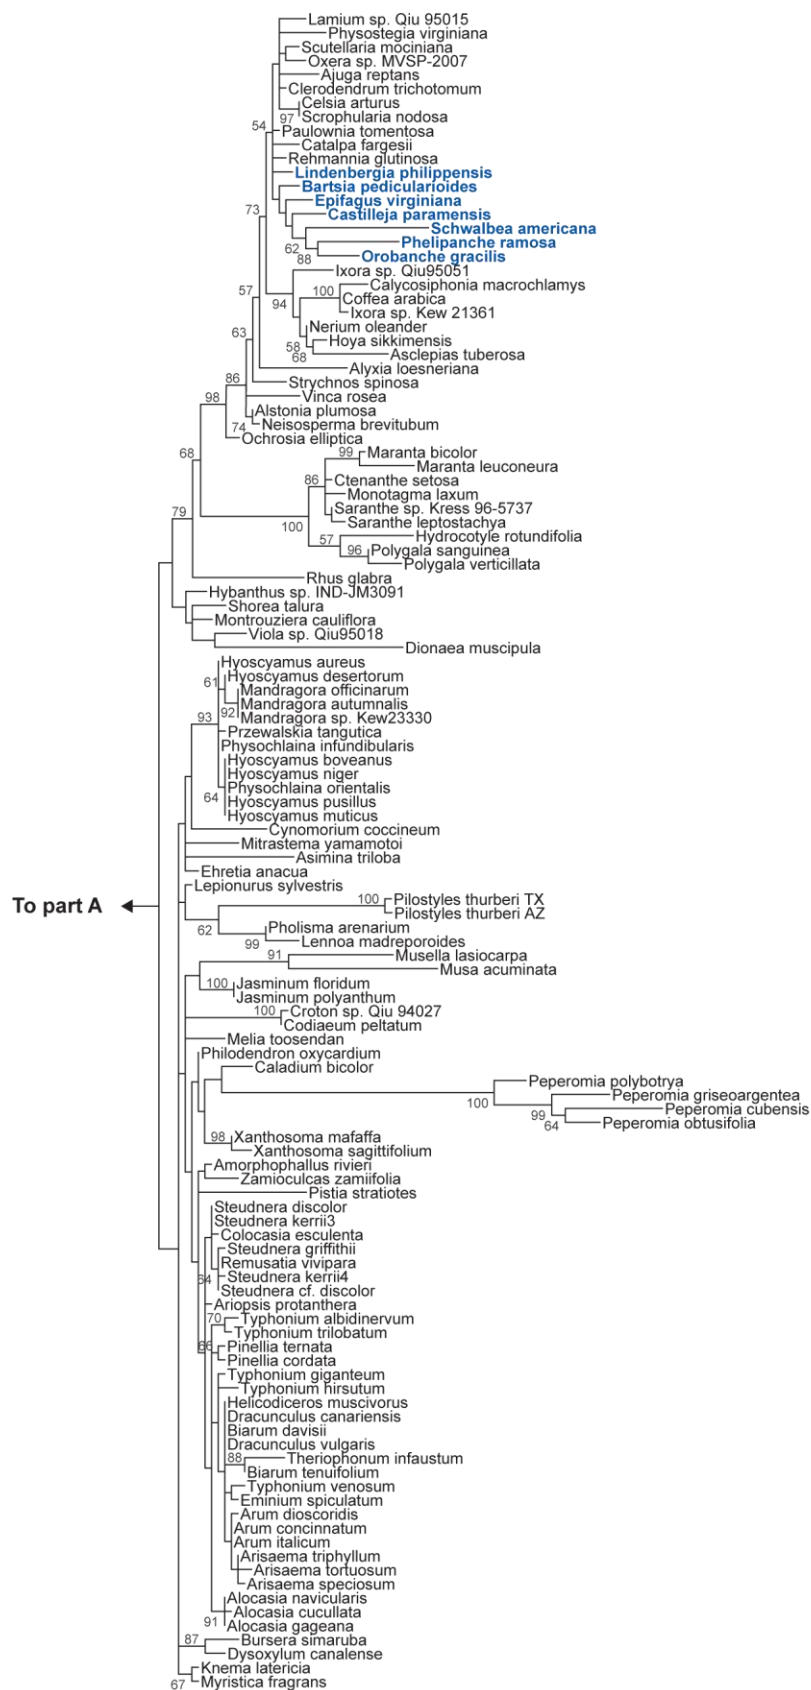 Lamium sp. Qiu 95015
Physostegia virginiana
Scutellaria mociniana
Oxera sp. MVSP-2007
Ajuga reptans
Clerodendrum trichotomum
Celsia arturus
97 Scrophularia nodosa
54 Paulownia tomentosa
Catalpa fargesii
Rehmannia glutinosa
Lindenbergia philippensis
Bartsia pedicularioides
Epifagus virginiana
73 Castilleja paramensis
Schwalbea americana
62 Phelipanche ramosa
88 Orobanche gracilis
Ixora sp. Qiu95051
Calycosiphonia macrochlamys
57 94 100 Coffea arabica
Ixora sp. Kew 21361
Nerium oleander
63 58 Hoya sikkimensis
68 Asclepias tuberosa
Alyxia loesneriana
86 Strychnos spinosa
98 Vinca rosea
Alstonia plumosa
74 Neisosperma brevitubum
Ochrosia elliptica
68 99 Maranta bicolor
Maranta leuconeura
86 Ctenanthe setosa
Monotagma laxum
79 Saranthe sp. Kress 96-5737
100 Saranthe leptostachya
57 Hydrocotyle rotundifolia
96 Polygala sanguinea
Polygala verticillata
Rhus glabra
Hybanthus sp. IND-JM3091
Shorea talura
Montrouziera cauliflora
Viola sp. Qiu95018
Dionaea muscipula
Hyoscyamus aureus
61 Hyoscyamus desertorum
Mandragora officinarum
Mandragora autumnalis
93 92 Mandragora sp. Kew23330
Przewalskia tangutica
Physochlaina infundibularis
Hyoscyamus boveanus
Hyoscyamus niger
Physochlaina orientalis
64 Hyoscyamus pusillus
Hyoscyamus muticus
Cynomorium coccineum
Mitrastema yamamotoi
Asimina triloba
Ehretia anacua
Lepionurus sylvestris
100 Pilostyles thurberi TX
To part A
Pilostyles thurberi AZ
62 Pholisma arenarium
99 Lennoa madreporoides
91 Musella lasiocarpa
Musa acuminata
100 Jasminum floridum
Jasminum polyanthum
100 Croton sp. Qiu 94027
Codiaeum peltatum
Melia toosendan
Philodendron oxycardium
Caladium bicolor
Peperomia polybotrya
100 Peperomia griseoargentea
99 Peperomia cubensis
64 Peperomia obtusifolia
98 Xanthosoma mafaffa
Xanthosoma sagittifolium
Amorphophallus rivieri
Zamioculcas zamiifolia
Pistia stratiotes
Steudnera discolor
Steudnera kerrii3
Colocasia esculenta
Steudnera griffithii
Remusatia vivipara
64 Steudnera kerrii4
Steudnera cf. discolor
Ariopsis protanthera
70 Typhonium albidinervum
Typhonium trilobatum
66 Pinellia ternata
Pinellia cordata
Typhonium giganteum
Typhonium hirsutum
Helicodiceros muscivorus
Dracunculus canariensis
Biarum davisii
Dracunculus vulgaris
88 Theriophonum infaustum
Biarum tenuifolium
Typhonium venosum
Eminium spiculatum
Arum dioscoridis
Arum concinnatum
Arum italicum
Arisaema triphyllum
Arisaema tortuosum
Arisaema speciosum
Alocasia navicularis
Alocasia cucullata
91 Alocasia gageana
87 Bursera simaruba
Dysoxylum canalense
Knema latericia
67 Myristica fragrans